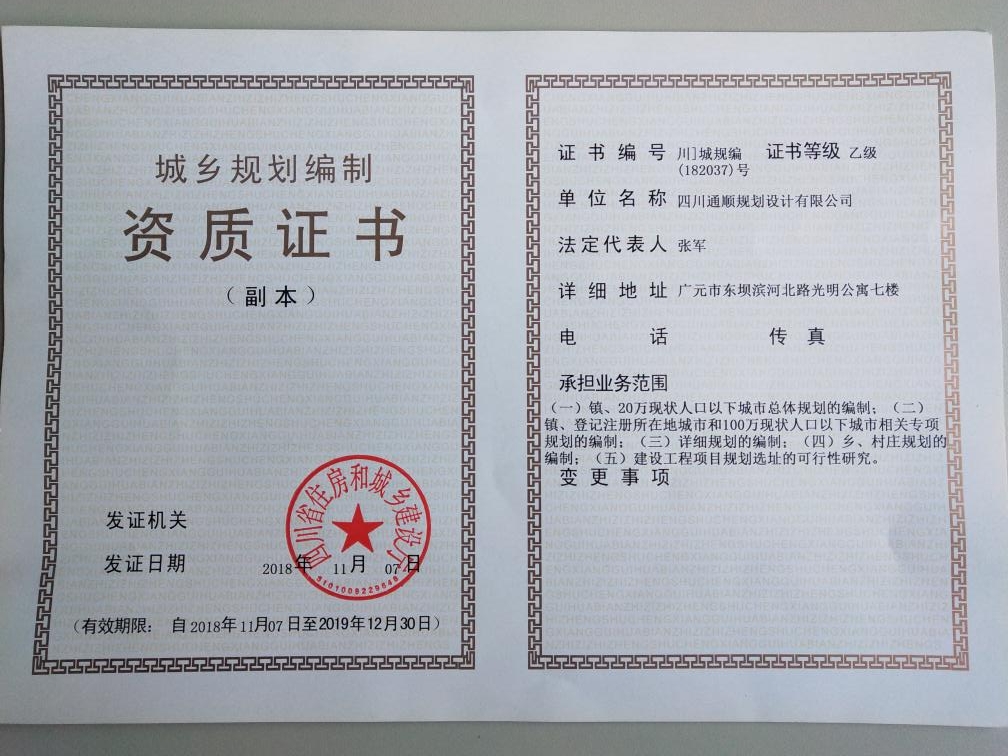 城乡规划编制
资质证书
（副本）
四川省住房和城乡建设厅
发证机关
发证日期 2018年 11月 07日
5101009229648
（有效期限： 自2018年11月07日至2019年12月30日）
证书编号 川]城规编 证书等级 乙级
(182037)号
单位名称 四川通顺规划设计有限公司
法定代表人 张军
详细地址 广元市东坝滨河北路光明公寓七楼
电话 传真
承担业务范围
（一）镇、20万现状人口以下城市总体规划的编制；（二）
镇、登记注册所在地城市和100万现状人口以下城市相关专项
规划的编制；（三）详细规划的编制；（四）乡、村庄规划的
编制；（五）建设工程项目规划选址的可行性研究。
变更事项